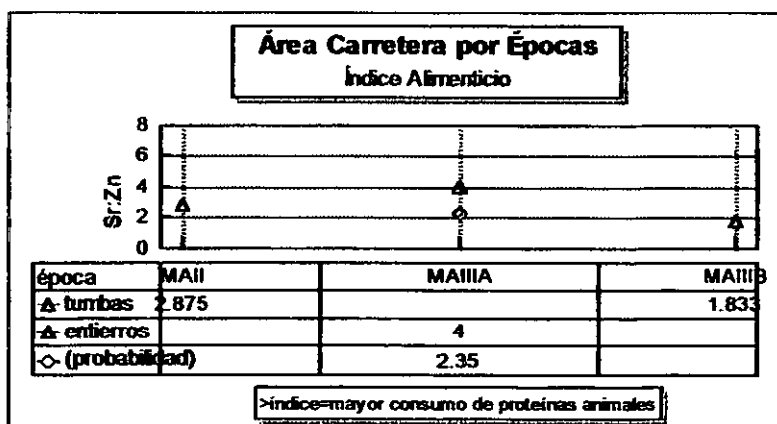 Área Carretera por Épocas
Índice Alimenticio
8
6
4
2
0
Sr:Zn
época MAII MAIIIA MAIIIB
tumbas 2.875 1.833
entierros 4
(probabilidad) 2.35
>índice=mayor consumo de proteínas animales